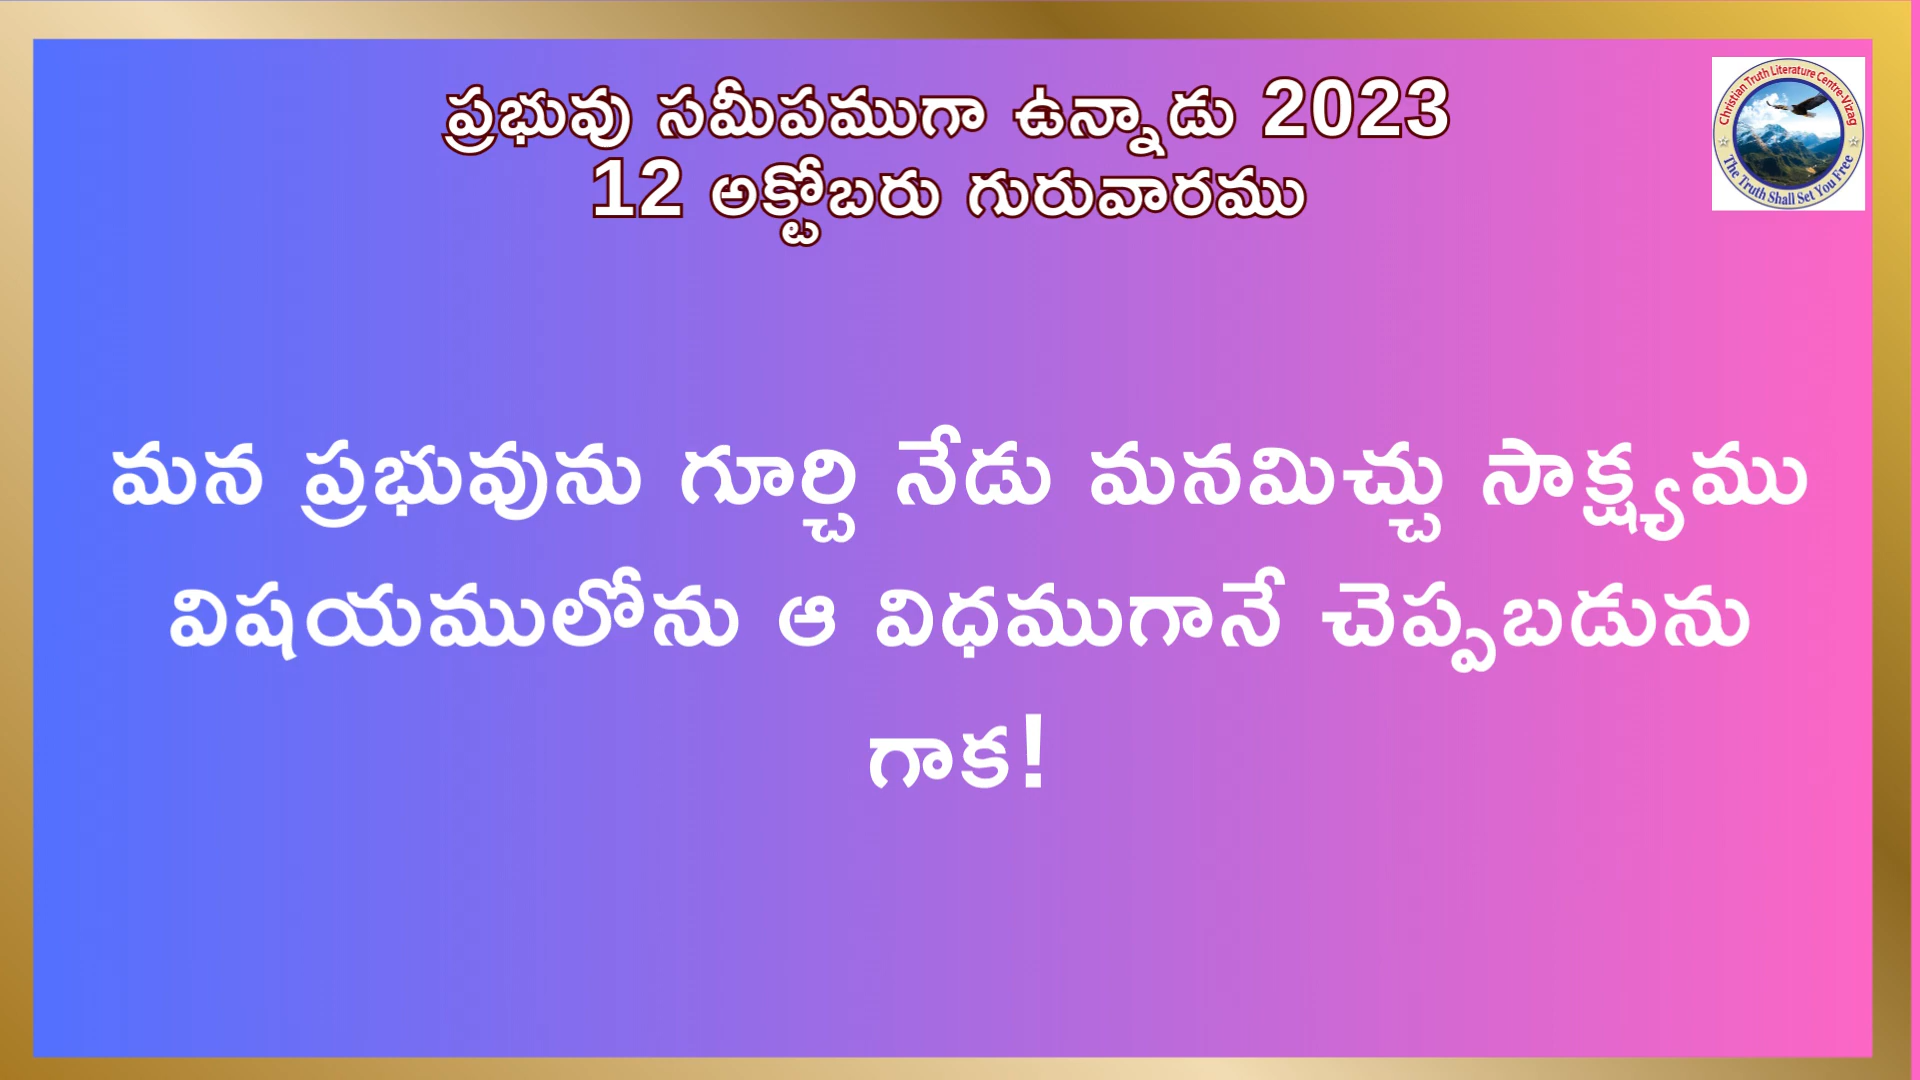 ప్రభువు సమీపముగా ఉన్నాడు 2023
12 అక్టోబరు గురువారము
Christian Truth Literature Centre-Vizag
The Truth Shall Set You Free
మన ప్రభువును గూర్చి నేడు మనమిచ్చు సాక్ష్యము
విషయములోను ఆ విధముగానే చెప్పబడును
గాక!